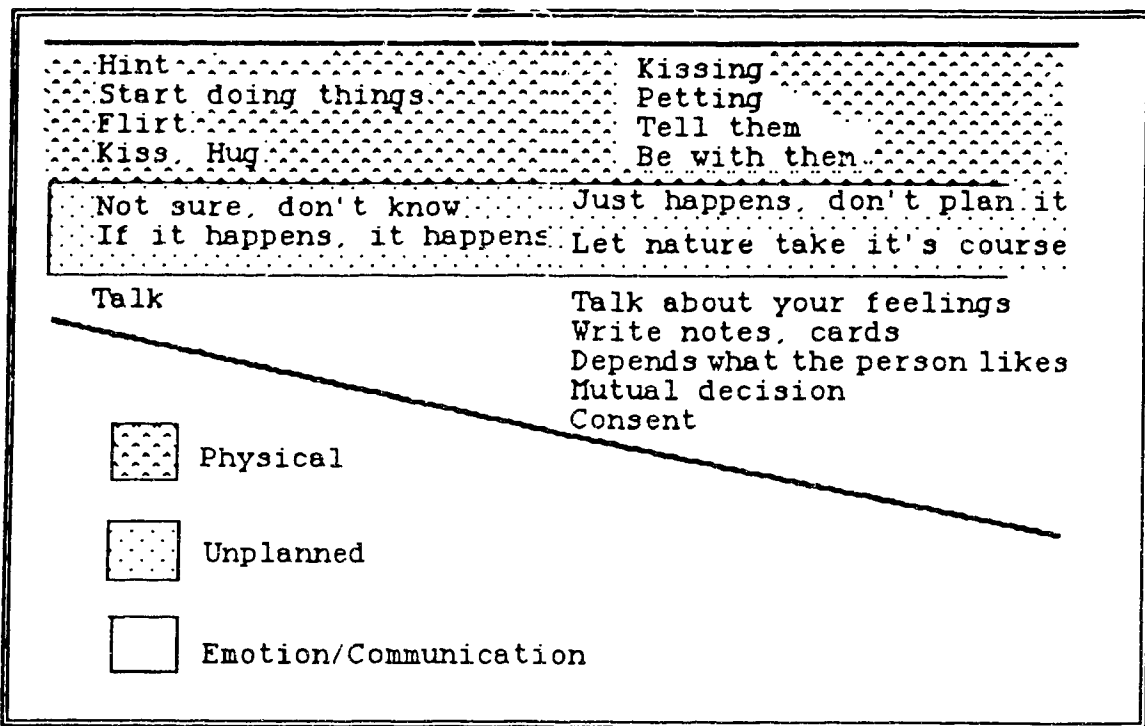 Hint
Start doing things
Flirt
Kiss, Hug
Kissing
Petting
Tell them
Be with them
Not sure, don't know
If it happens, it happens
Just happens, don't plan it
Let nature take it's course
Talk
Talk about your feelings
Write notes, cards
Depends what the person likes
Mutual decision
Consent
Physical
Unplanned
Emotion/Communication